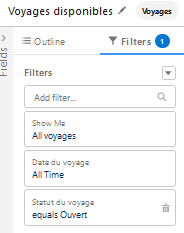 Voyages disponibles Voyages
Fields
Outline Filters 1
Filters
Add filter...
Show Me
All voyages
Date du voyage
All Time
Statut du voyage
equals Ouvert